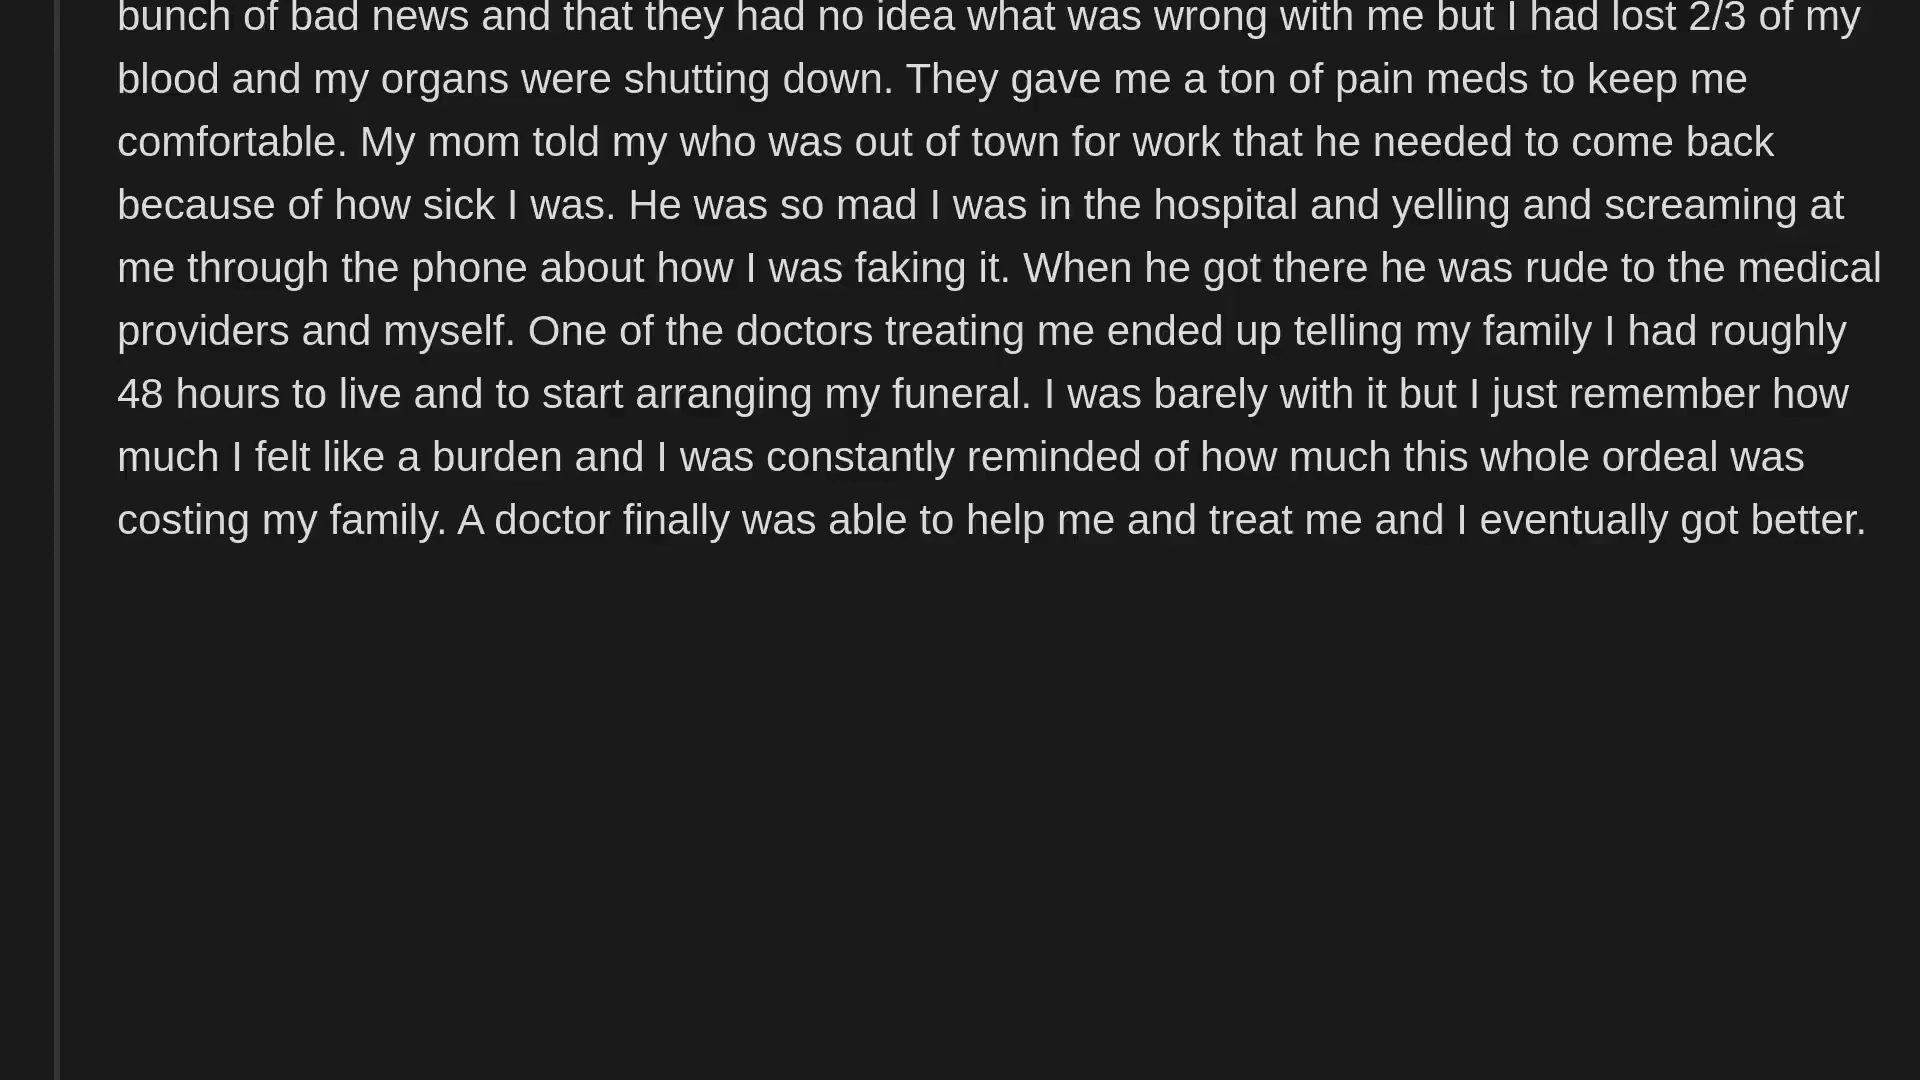 bunch of bad news and that they had no idea what was wrong with me but I had lost 2/3 of my
blood and my organs were shutting down. They gave me a ton of pain meds to keep me
comfortable. My mom told my who was out of town for work that he needed to come back
because of how sick I was. He was so mad I was in the hospital and yelling and screaming at
me through the phone about how I was faking it. When he got there he was rude to the medical
providers and myself. One of the doctors treating me ended up telling my family I had roughly
48 hours to live and to start arranging my funeral. I was barely with it but I just remember how
much I felt like a burden and I was constantly reminded of how much this whole ordeal was
costing my family. A doctor finally was able to help me and treat me and I eventually got better.